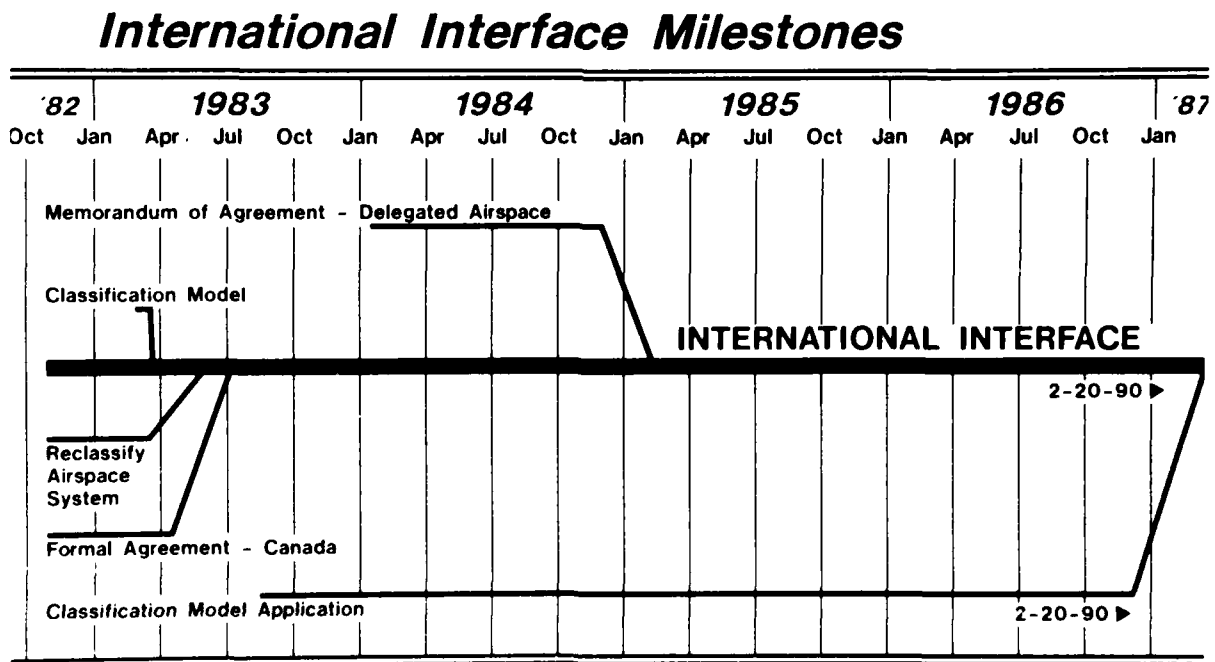 International Interface Milestones
'82 1983 1984 1985 1986 '87
Oct Jan Apr. Jul Oct Jan Apr Jul Oct Jan Apr Jul Oct Jan Apr Jul Oct Jan
Memorandum of Agreement - Delegated Airspace
Classification Model
INTERNATIONAL INTERFACE
2-20-90
Reclassify
Airspace
System
Formal Agreement - Canada
Classification Model Application
2-20-90